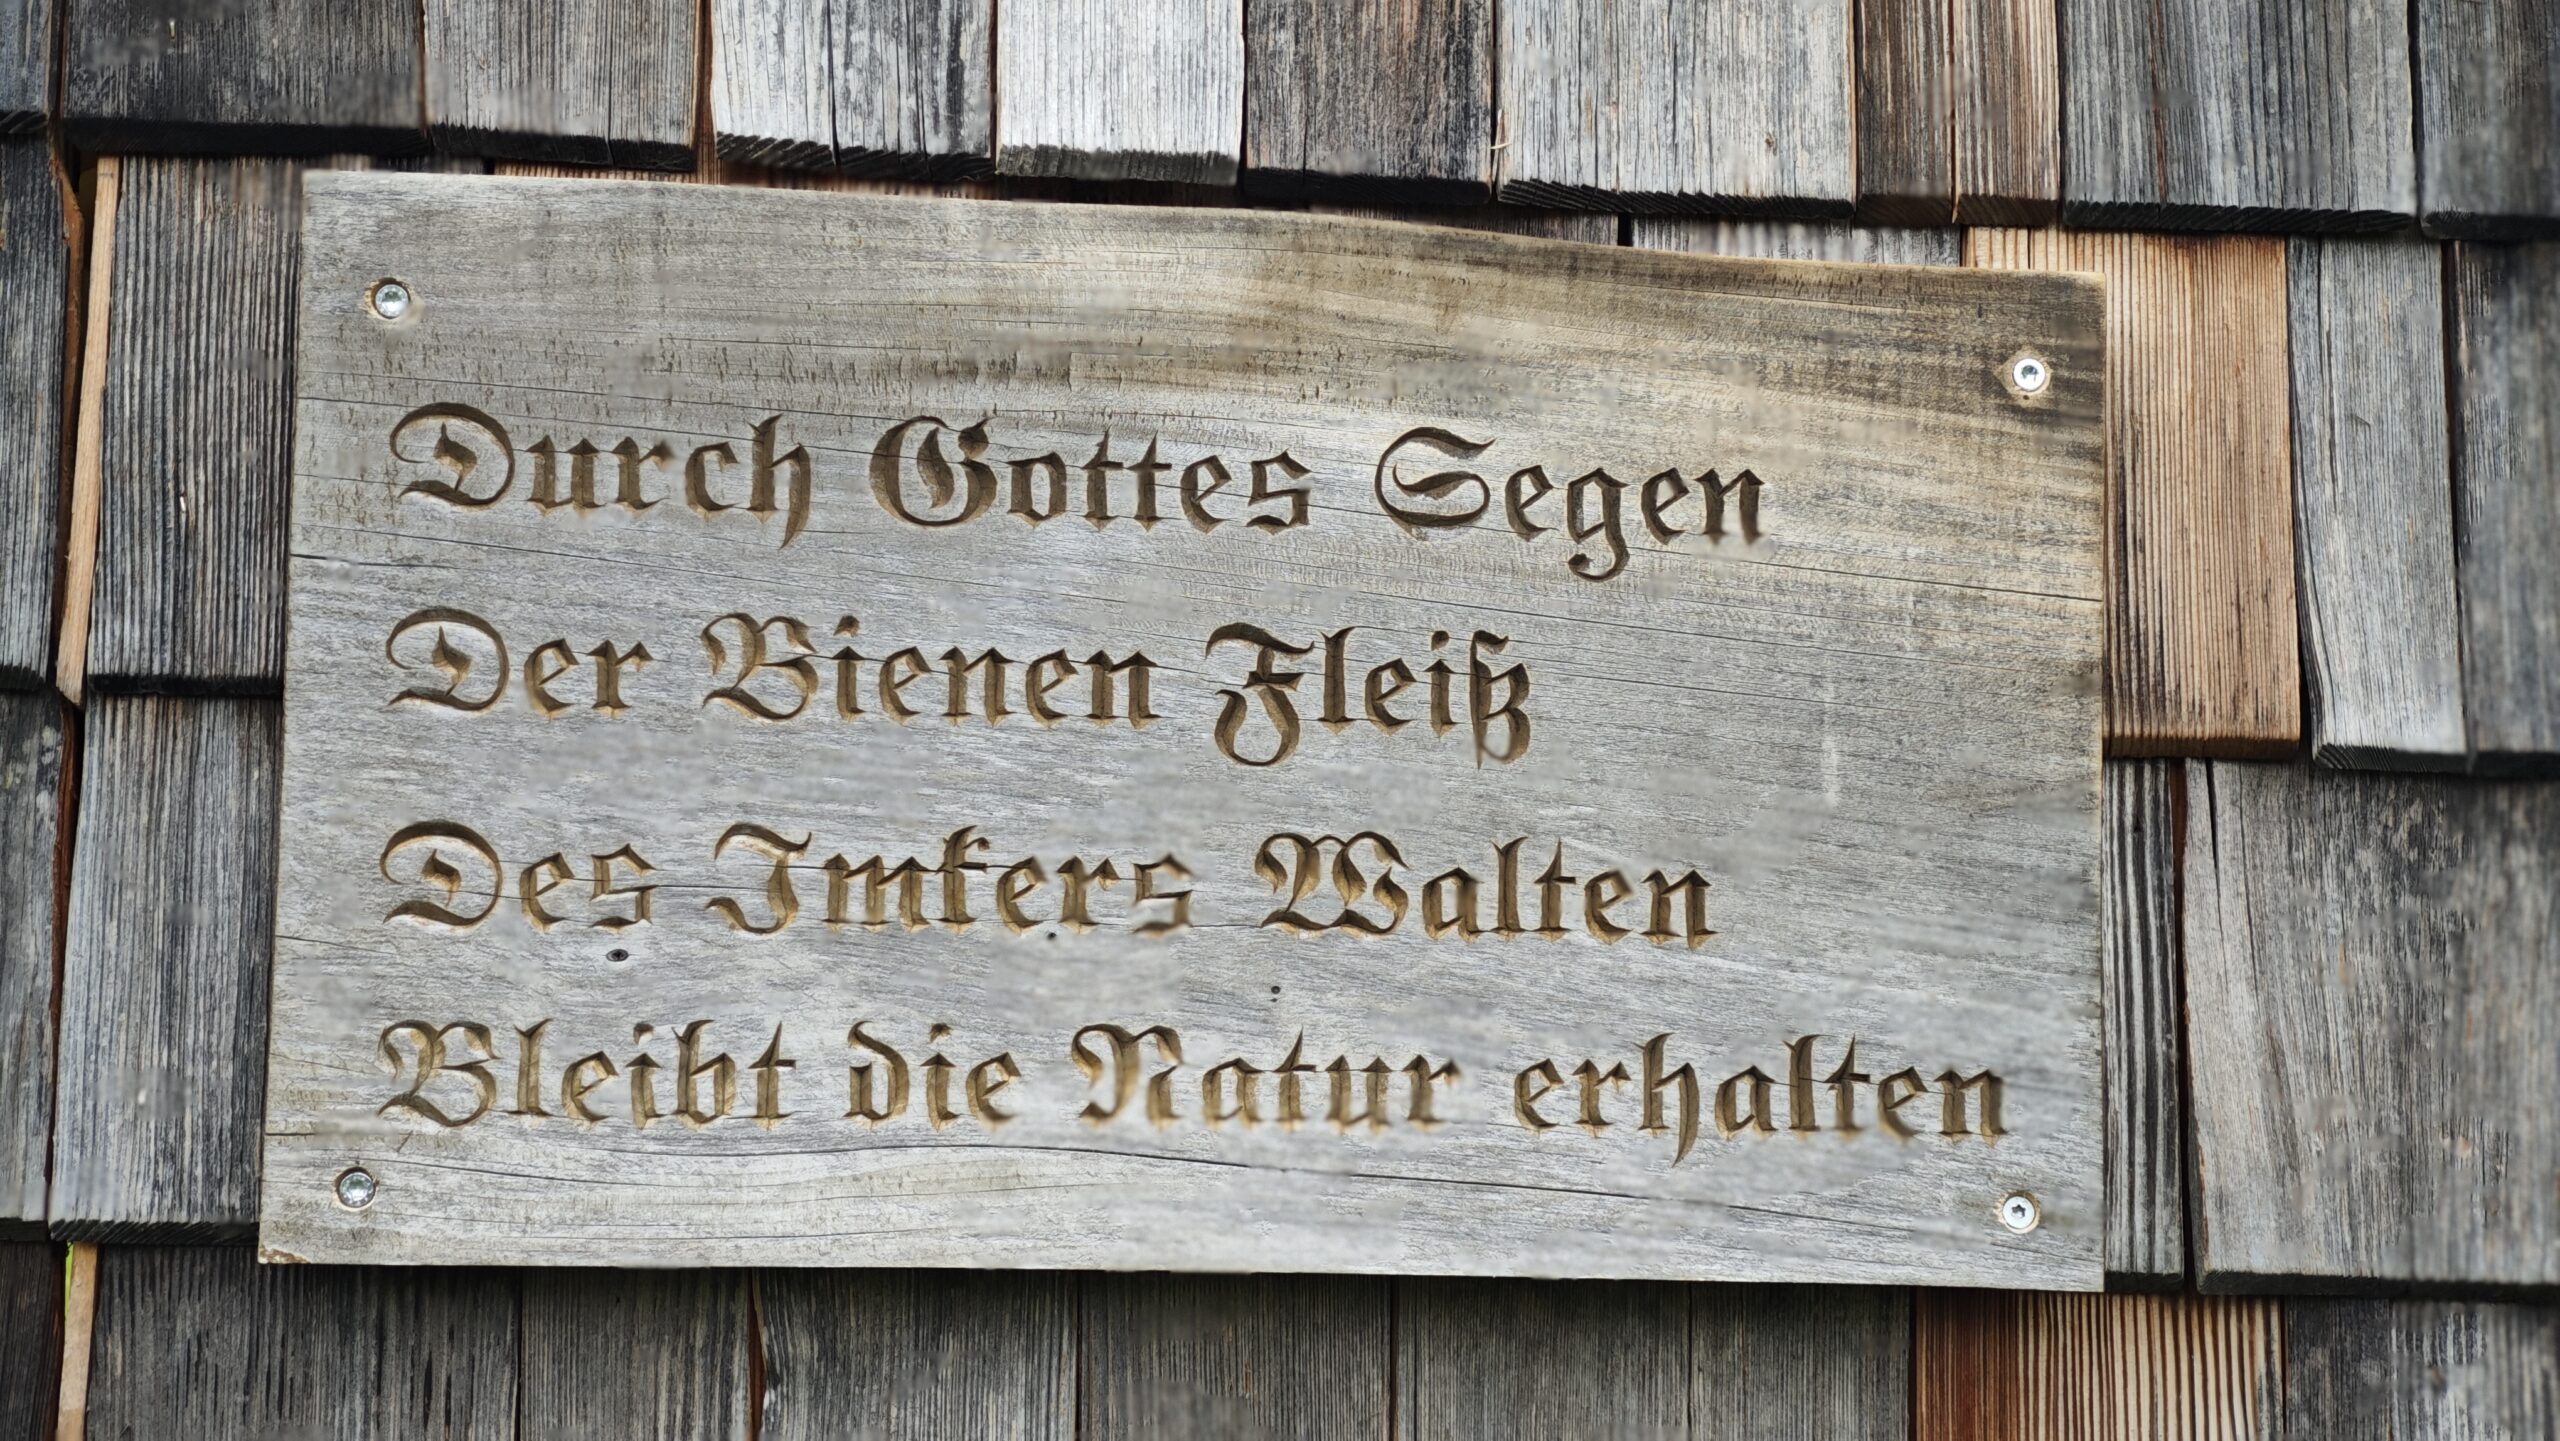 Durch Gottes Segen
Der Bienen Fleiß
Des Imkers Walten
Bleibt die Natur erhalten